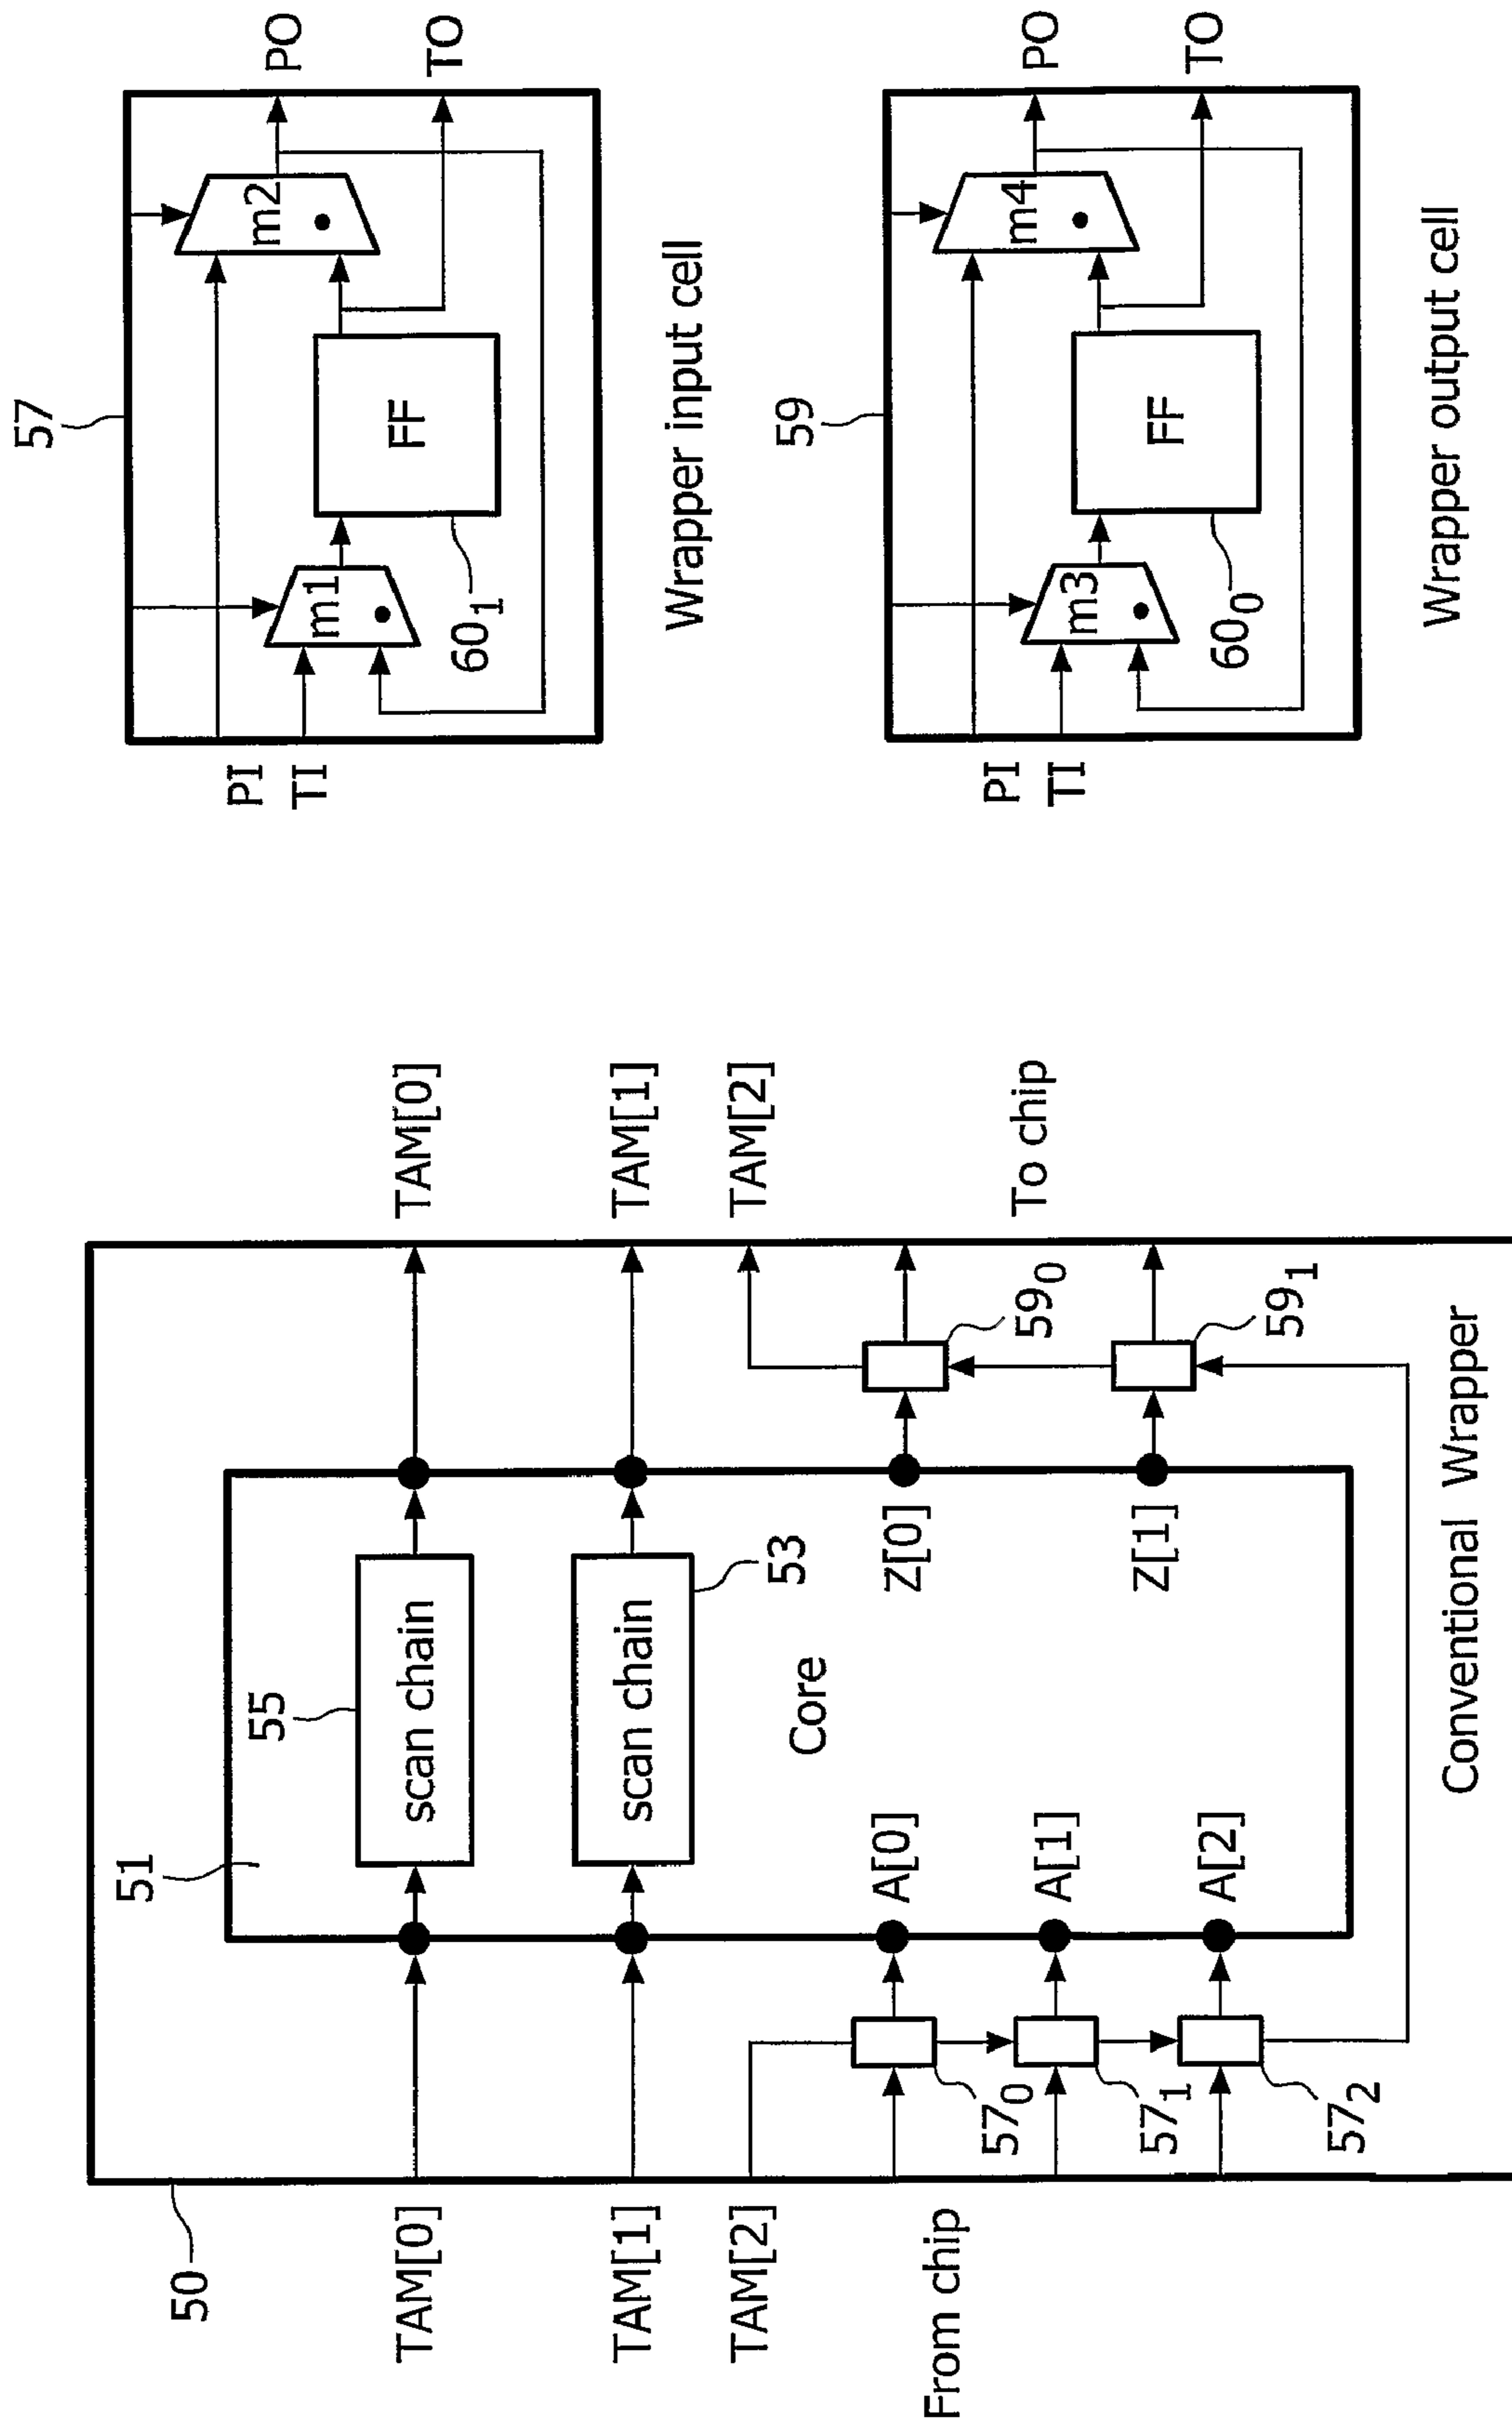 50
51
TAM[0]
55
scan chain
TAM[0]
TAM[1]
scan chain
53
TAM[1]
TAM[2]
TAM[2]
Core
From chip
A[0]
Z[0]
To chip
57₀
59₀
A[1]
Z[1]
57₁
59₁
A[2]
57₂
Conventional Wrapper
57
PI
TI
m1
FF
60₁
m2
PO
TO
Wrapper input cell
59
PI
TI
m3
FF
60₀
m4
PO
TO
Wrapper output cell